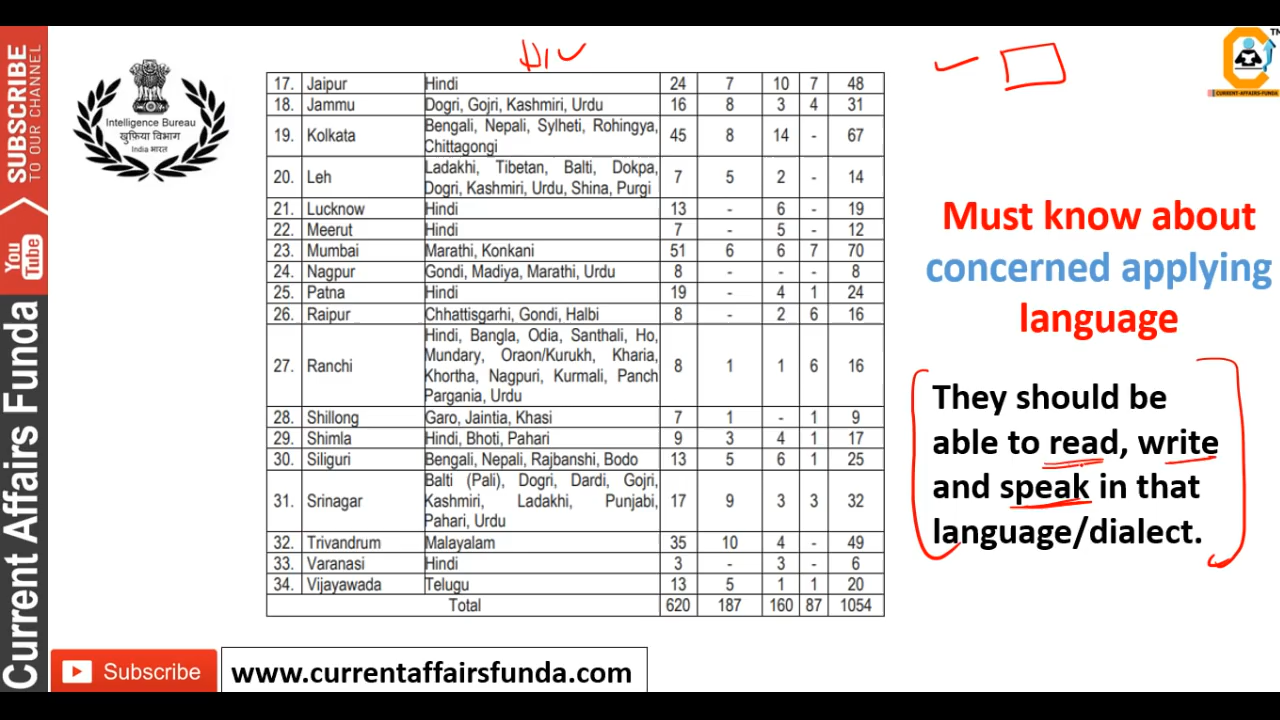 SUBSCRIBE
TO OUR CHANNEL
You
Tube
Current Affairs Funda
Intelligence Bureau
खुफ़िया विभाग
India भारत
TM
CURRENT-AFFAIRS-FUNDA
17. Jaipur Hindi 24 7 10 7 48
18. Jammu Dogri, Gojri, Kashmiri, Urdu 16 8 3 4 31
19. Kolkata Bengali, Nepali, Sylheti, Rohingya, 45 8 14 - 67
Chittagongi
20. Leh Ladakhi, Tibetan, Balti, Dokpa, 7 5 2 - 14
Dogri, Kashmiri, Urdu, Shina, Purgi
21. Lucknow Hindi 13 - 6 - 19
22. Meerut Hindi 7 - 5 - 12
23. Mumbai Marathi, Konkani 51 6 6 7 70
24. Nagpur Gondi, Madiya, Marathi, Urdu 8 - - - 8
25. Patna Hindi 19 - 4 1 24
26. Raipur Chhattisgarhi, Gondi, Halbi 8 - 2 6 16
27. Ranchi Hindi, Bangla, Odia, Santhali, Ho, 8 1 1 6 16
Mundary, Oraon/Kurukh, Kharia,
Khortha, Nagpuri, Kurmali, Panch
Pargania, Urdu
28. Shillong Garo, Jaintia, Khasi 7 1 - 1 9
29. Shimla Hindi, Bhoti, Pahari 9 3 4 1 17
30. Siliguri Bengali, Nepali, Rajbanshi, Bodo 13 5 6 1 25
31. Srinagar Balti (Pali), Dogri, Dardi, Gojri, 17 9 3 3 32
Kashmiri, Ladakhi, Punjabi,
Pahari, Urdu
32. Trivandrum Malayalam 35 10 4 - 49
33. Varanasi Hindi 3 - 3 - 6
34. Vijayawada Telugu 13 5 1 1 20
Total 620 187 160 87 1054
Must know about
concerned applying
language
They should be
able to read, write
and speak in that
language/dialect.
Subscribe
www.currentaffairsfunda.com